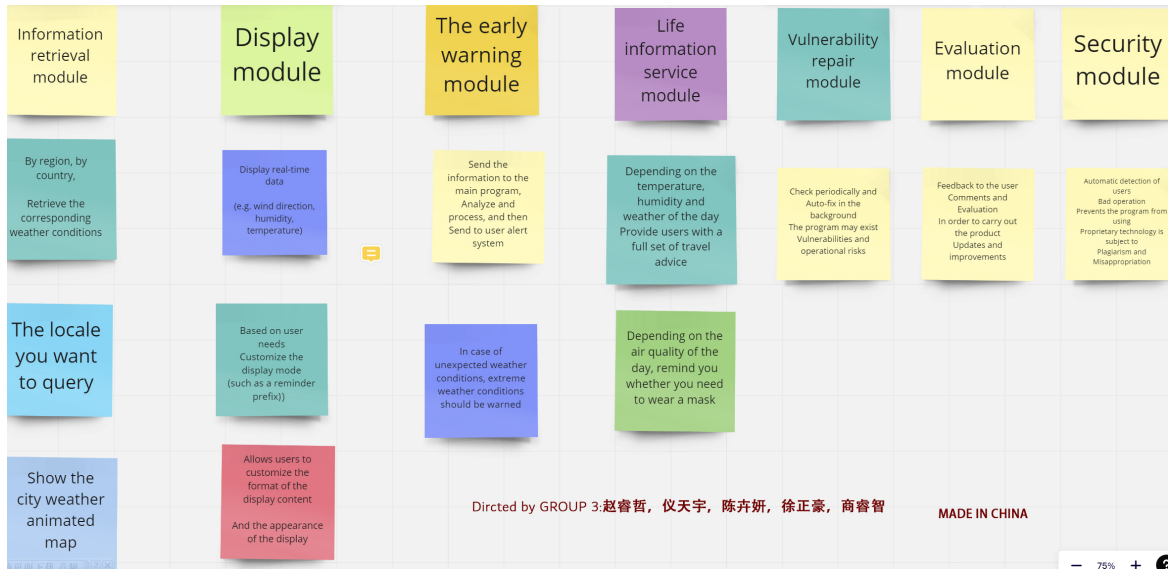 Information
retrieval
module
Display
module
The early
warning
module
Life
information
service
module
Vulnerability
repair
module
Evaluation
module
Security
module
By region, by
country,
Retrieve the
corresponding
weather conditions
Display real-time
data
(e.g. wind direction,
humidity,
temperature)
Send the
information to the
main program,
Analyze and
process, and then
Send to user alert
system
Depending on the
temperature,
humidity and
weather of the day
Provide users with a
full set of travel
advice
Check periodically and
Auto-fix in the
background
The program may exist
Vulnerabilities and
operational risks
Feedback to the user
Comments and
Evaluation
In order to carry out
the product
Updates and
improvements
Automatic detection of
users
Bad operation
Prevents the program from
using
Proprietary technology is
subject to
Plagiarism and
Misappropriation
The locale
you want
to query
Based on user
needs
Customize the
display mode
(such as a reminder
prefix))
In case of
unexpected weather
conditions, extreme
weather conditions
should be warned
Depending on the
air quality of the
day, remind you
whether you need
to wear a mask
Show the
city weather
animated
map
Allows users to
customize the
format of the
display content
And the appearance
of the display
Dircted by GROUP 3:赵睿哲，仪天宇，陈卉妍，徐正豪，商睿智
MADE IN CHINA
75%